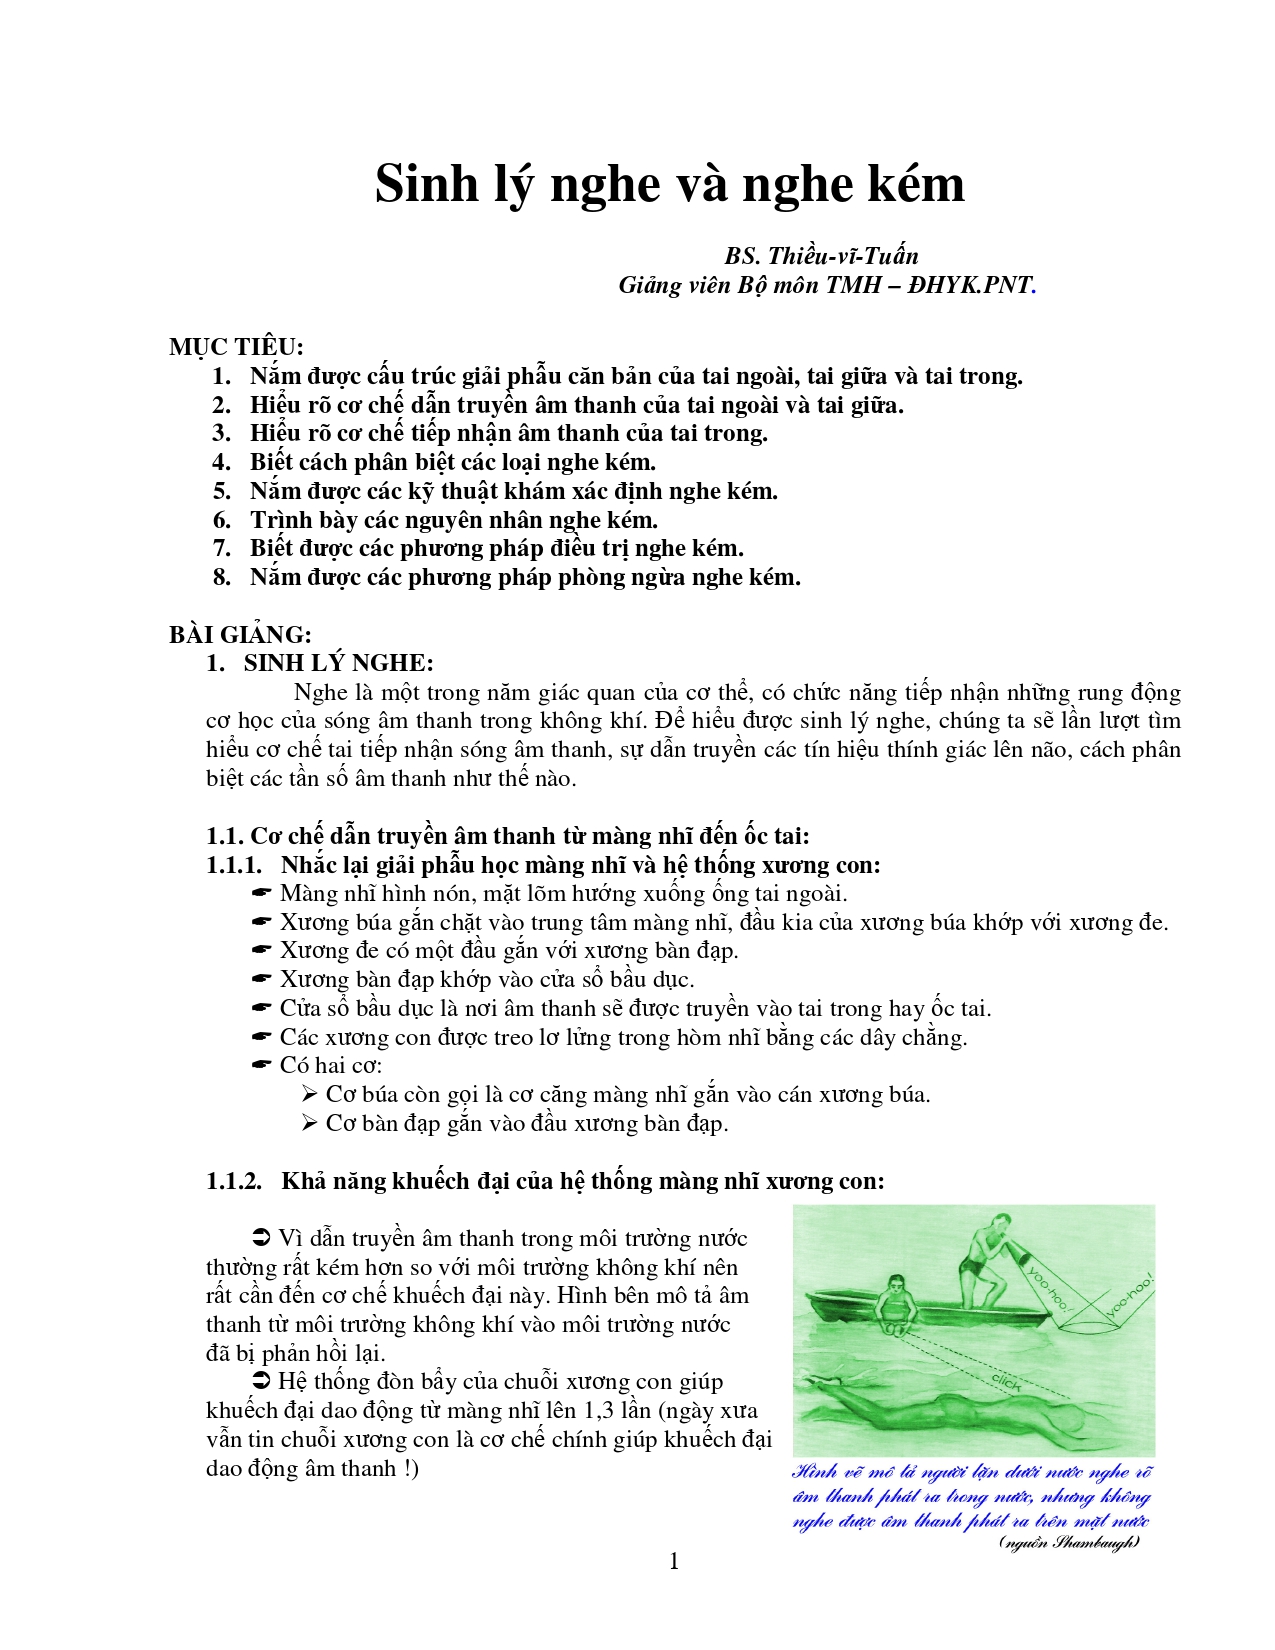 Sinh lý nghe và nghe kém
BS. Thiều-vĩ-Tuấn
Giảng viên Bộ môn TMH – ĐHYK.PNT.
MỤC TIÊU:
1. Nắm được cấu trúc giải phẫu căn bản của tai ngoài, tai giữa và tai trong.
2. Hiểu rõ cơ chế dẫn truyền âm thanh của tai ngoài và tai giữa.
3. Hiểu rõ cơ chế tiếp nhận âm thanh của tai trong.
4. Biết cách phân biệt các loại nghe kém.
5. Nắm được các kỹ thuật khám xác định nghe kém.
6. Trình bày các nguyên nhân nghe kém.
7. Biết được các phương pháp điều trị nghe kém.
8. Nắm được các phương pháp phòng ngừa nghe kém.
BÀI GIẢNG:
1. SINH LÝ NGHE:
Nghe là một trong năm giác quan của cơ thể, có chức năng tiếp nhận những rung động
cơ học của sóng âm thanh trong không khí. Để hiểu được sinh lý nghe, chúng ta sẽ lần lượt tìm
hiểu cơ chế tai tiếp nhận sóng âm thanh, sự dẫn truyền các tín hiệu thính giác lên não, cách phân
biệt các tần số âm thanh như thế nào.
1.1. Cơ chế dẫn truyền âm thanh từ màng nhĩ đến ốc tai:
1.1.1. Nhắc lại giải phẫu học màng nhĩ và hệ thống xương con:
☛ Màng nhĩ hình nón, mặt lõm hướng xuống ống tai ngoài.
☛ Xương búa gắn chặt vào trung tâm màng nhĩ, đầu kia của xương búa khớp với xương đe.
☛ Xương đe có một đầu gắn với xương bàn đạp.
☛ Xương bàn đạp khớp vào cửa sổ bầu dục.
☛ Cửa sổ bầu dục là nơi âm thanh sẽ được truyền vào tai trong hay ốc tai.
☛ Các xương con được treo lơ lửng trong hòm nhĩ bằng các dây chằng.
☛ Có hai cơ:
➢ Cơ búa còn gọi là cơ căng màng nhĩ gắn vào cán xương búa.
➢ Cơ bàn đạp gắn vào đầu xương bàn đạp.
1.1.2. Khả năng khuếch đại của hệ thống màng nhĩ xương con:
➲ Vì dẫn truyền âm thanh trong môi trường nước
thường rất kém hơn so với môi trường không khí nên
rất cần đến cơ chế khuếch đại này. Hình bên mô tả âm
thanh từ môi trường không khí vào môi trường nước
đã bị phản hồi lại.
➲ Hệ thống đòn bẩy của chuỗi xương con giúp
khuếch đại dao động từ màng nhĩ lên 1,3 lần (ngày xưa
vẫn tin chuỗi xương con là cơ chế chính giúp khuếch đại
dao động âm thanh !)
yoo-hoo!
yoo-hoo!
click
Hình vẽ mô tả người lặn dưới nước nghe rõ
âm thanh phát ra trong nước, nhưng không
nghe được âm thanh phát ra trên mặt nước
(nguồn Shambaugh)
1